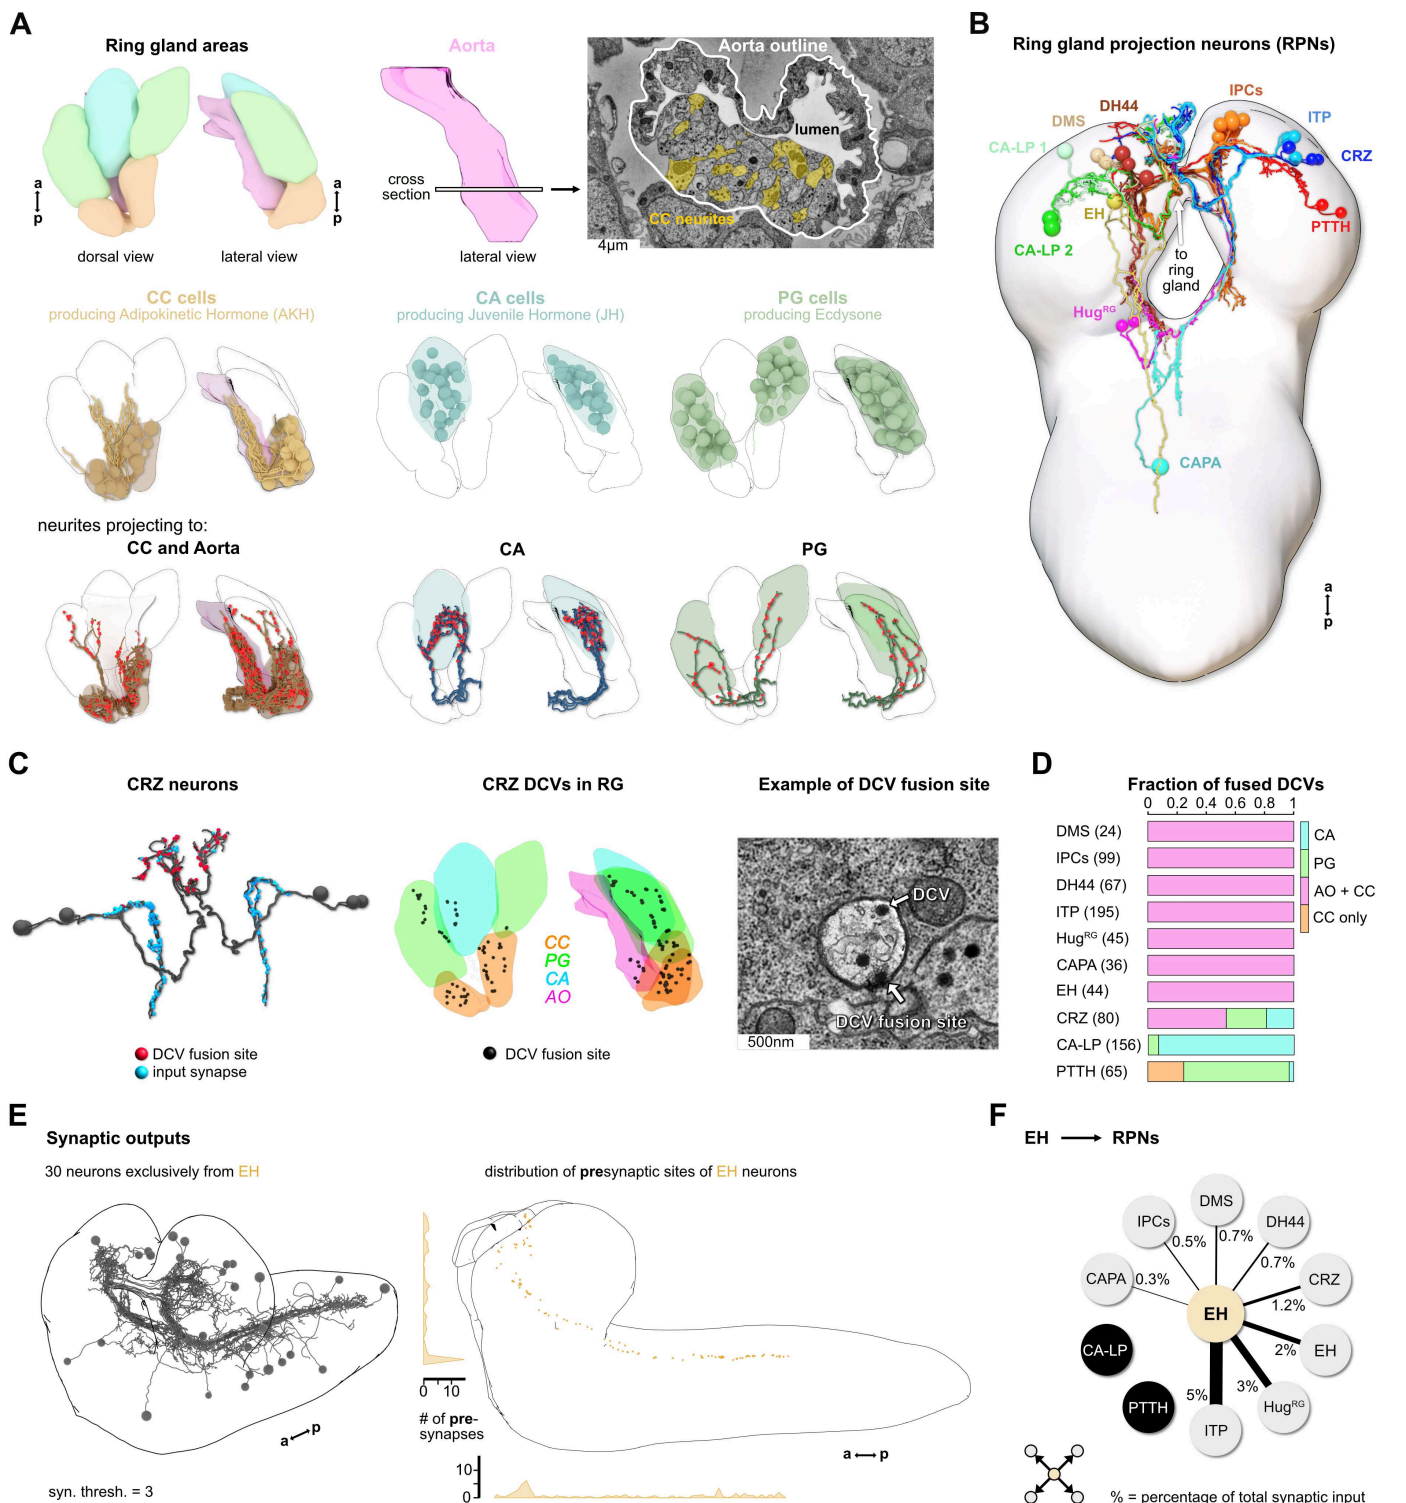 A
Ring gland areas
Aorta
Aorta outline
lumen
cross
section
CC neurites
4µm
a
p
a
p
dorsal view
lateral view
lateral view
CC cells
producing Adipokinetic Hormone (AKH)
CA cells
producing Juvenile Hormone (JH)
PG cells
producing Ecdysone
neurites projecting to:
CC and Aorta
CA
PG
B
Ring gland projection neurons (RPNs)
IPCs
DH44
DMS
ITP
CA-LP 1
CRZ
EH
PTTH
CA-LP 2
to
ring
gland
HugRG
CAPA
a
p
C
CRZ neurons
DCV fusion site
input synapse
CRZ DCVs in RG
CC
PG
CA
AO
DCV fusion site
Example of DCV fusion site
DCV
DCV fusion site
500nm
D
Fraction of fused DCVs
0 0.2 0.4 0.6 0.8 1
DMS (24)
IPCs (99)
DH44 (67)
ITP (195)
HugRG (45)
CAPA (36)
EH (44)
CRZ (80)
CA-LP (156)
PTTH (65)
CA
PG
AO + CC
CC only
E
Synaptic outputs
30 neurons exclusively from EH
distribution of presynaptic sites of EH neurons
a p
syn. thresh. = 3
0 10
# of pre-
synapses
10
0
a p
F
EH RPNs
DMS
IPCs
DH44
0.5%
0.7%
0.7%
CAPA
0.3%
CRZ
1.2%
EH
CA-LP
2%
EH
PTTH
5%
3%
HugRG
ITP
% = percentage of total synaptic input